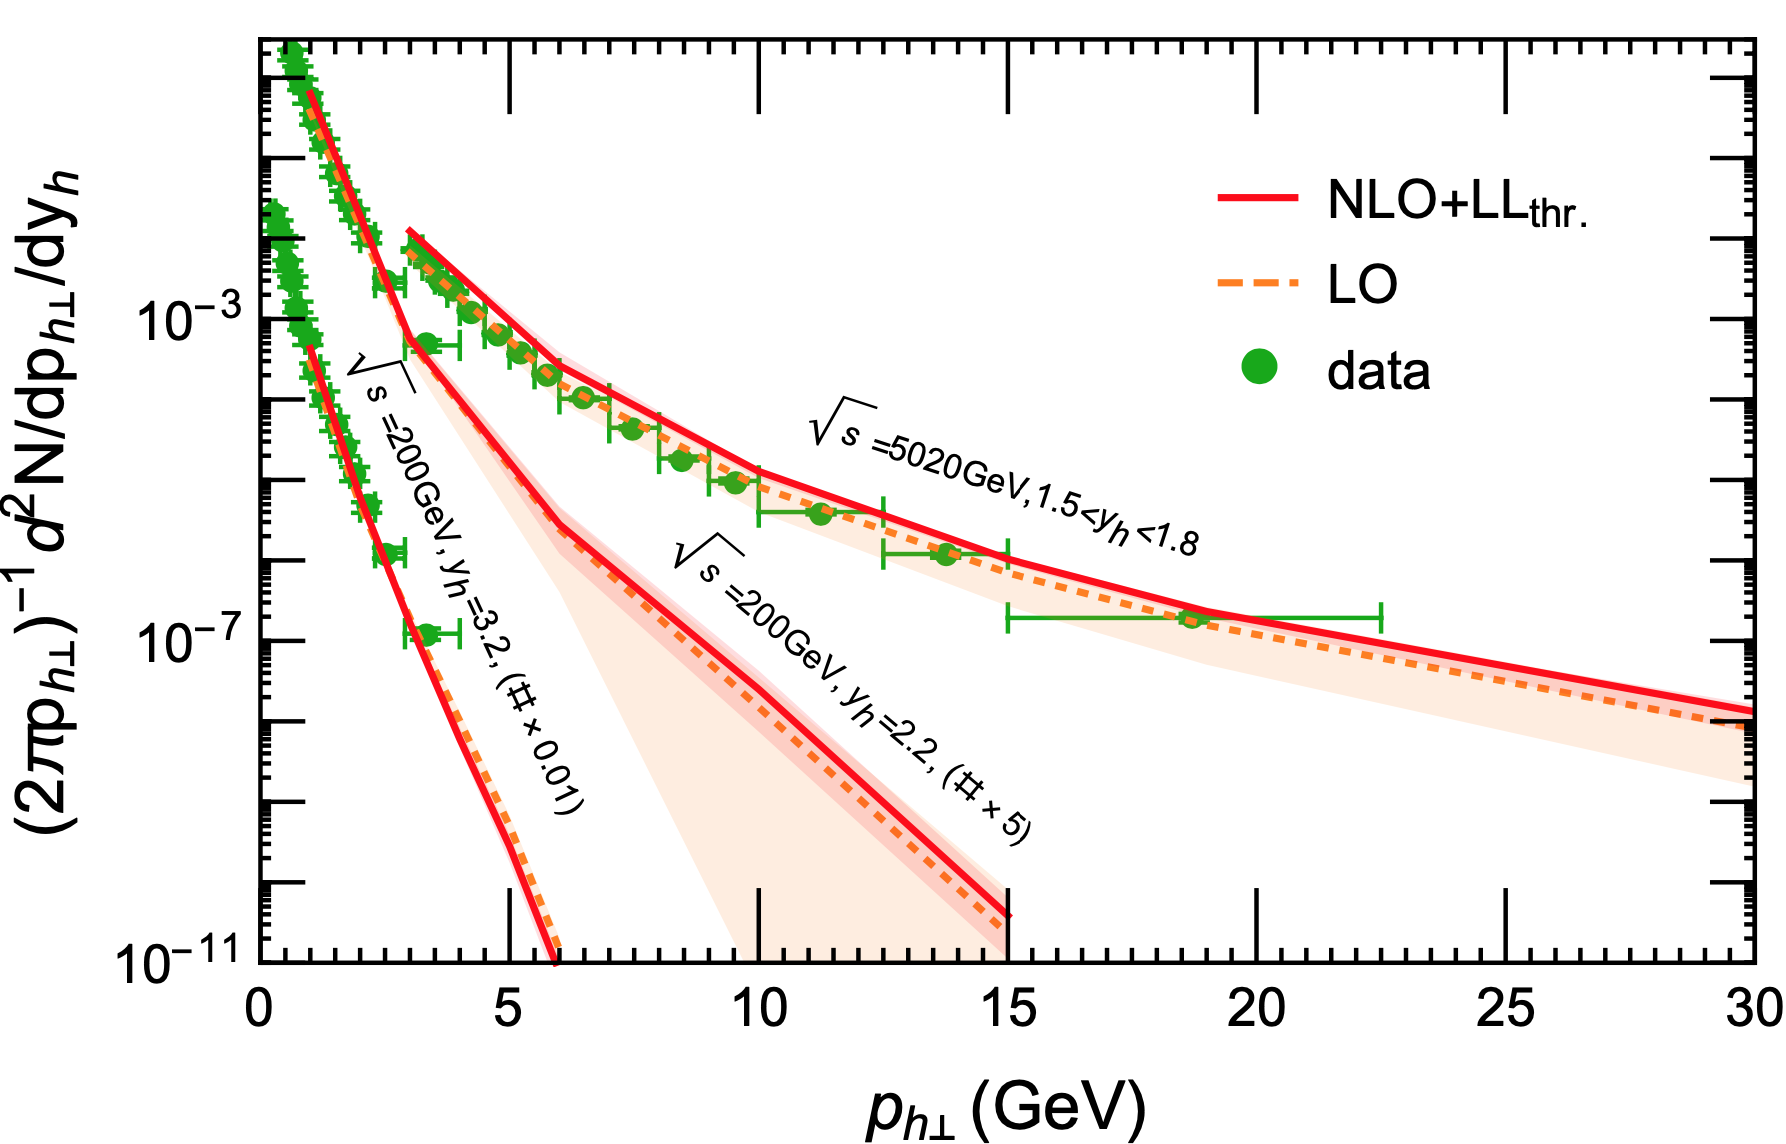 (2πp_h⊥)^−1 d^2N/dp_h⊥/dy_h
10^−3
10^−7
10^−11
NLO+LL_thr.
LO
data
√s =5020GeV,1.5<y_h<1.8
√s =200GeV, y_h=2.2, (# × 5)
√s =200GeV, y_h=3.2, (# × 0.01)
0 5 10 15 20 25 30
p_h⊥ (GeV)